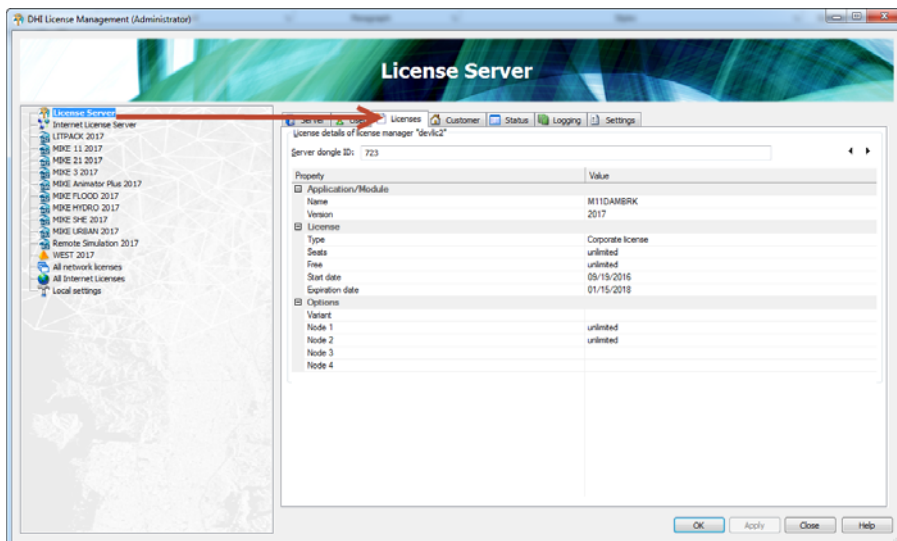 DHI License Management (Administrator)
License Server
License Server
Internet License Server
LITPACK 2017
MIKE 11 2017
MIKE 21 2017
MIKE 3 2017
MIKE Animator Plus 2017
MIKE FLOOD 2017
MIKE HYDRO 2017
MIKE SHE 2017
MIKE URBAN 2017
Remote Simulation 2017
WEST 2017
All network licenses
All Internet Licenses
Local settings
Server User Licenses Customer Status Logging Settings
License details of license manager "devlic2"
Server dongle ID: 723
Property Value
Application/Module
Name M11DAMBRK
Version 2017
License
Type Corporate license
Seats unlimited
Free unlimited
Start date 09/19/2016
Expiration date 01/15/2018
Options
Variant
Node 1 unlimited
Node 2 unlimited
Node 3
Node 4
OK Apply Close Help